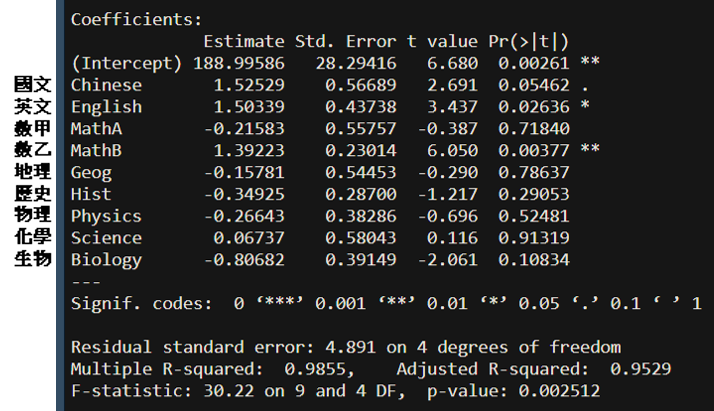 Coefficients:
Estimate Std. Error t value Pr(>|t|)
(Intercept) 188.99586 28.29416 6.680 0.00261 **
國文 Chinese 1.52529 0.56689 2.691 0.05462 .
英文 English 1.50339 0.43738 3.437 0.02636 *
數甲 MathA -0.21583 0.55757 -0.387 0.71840
數乙 MathB 1.39223 0.23014 6.050 0.00377 **
地理 Geog -0.15781 0.54453 -0.290 0.78637
歷史 Hist -0.34925 0.28700 -1.217 0.29053
物理 Physics -0.26643 0.38286 -0.696 0.52481
化學 Science 0.06737 0.58043 0.116 0.91319
生物 Biology -0.80682 0.39149 -2.061 0.10834
---
Signif. codes: 0 ‘***’ 0.001 ‘**’ 0.01 ‘*’ 0.05 ‘.’ 0.1 ‘ ’ 1
Residual standard error: 4.891 on 4 degrees of freedom
Multiple R-squared: 0.9855, Adjusted R-squared: 0.9529
F-statistic: 30.22 on 9 and 4 DF, p-value: 0.002512